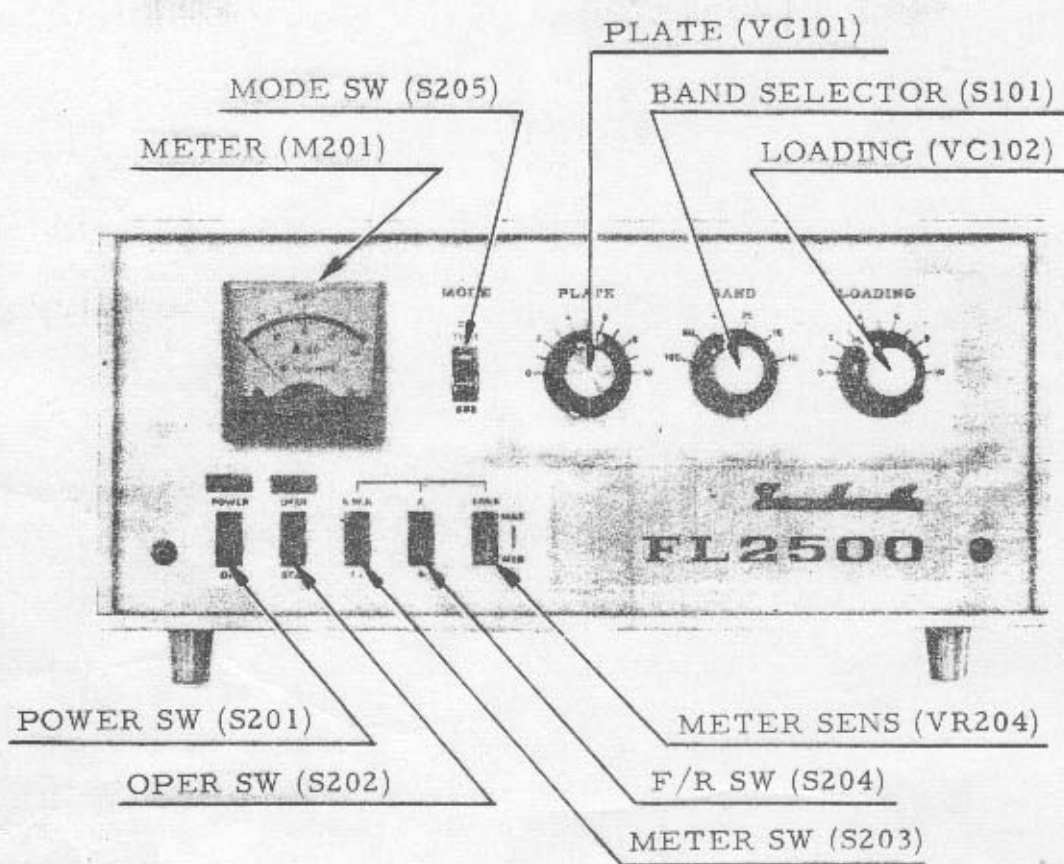 PLATE (VC101)
MODE SW (S205)
BAND SELECTOR (S101)
METER (M201)
LOADING (VC102)
MODE PLATE BAND LOADING
POWER OPER
FL2500
POWER SW (S201)
METER SENS (VR204)
OPER SW (S202)
F/R SW (S204)
METER SW (S203)